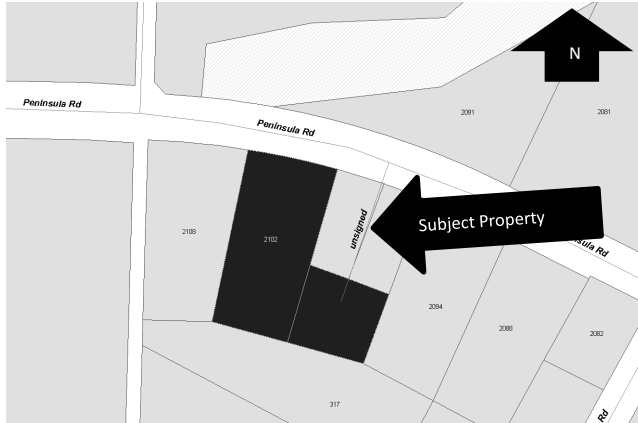 N
Peninsula Rd
Peninsula Rd
2091
2081
Subject Property
unsigned
sula Rd
2108
2102
2094
2088
2082
317
Rd